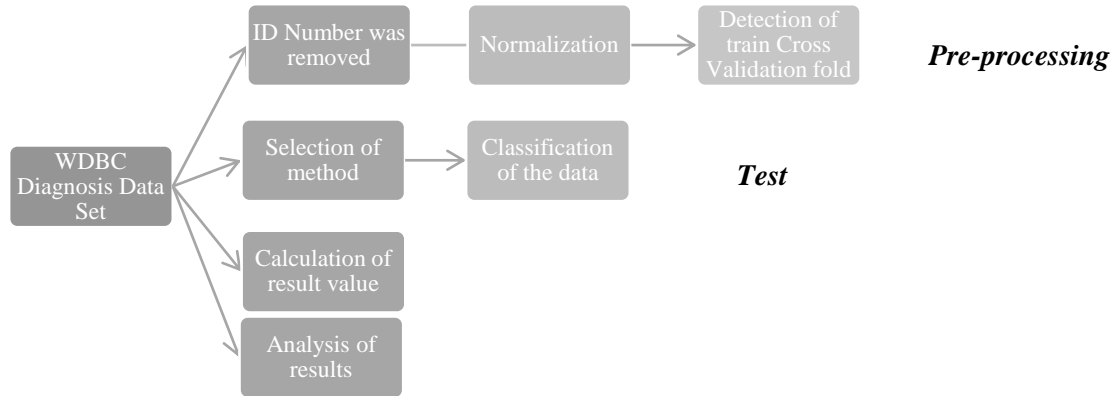 ID Number was
removed
Normalization
Detection of
train Cross
Validation fold
Pre-processing
WDBC
Diagnosis Data
Set
Selection of
method
Classification
of the data
Test
Calculation of
result value
Analysis of
results